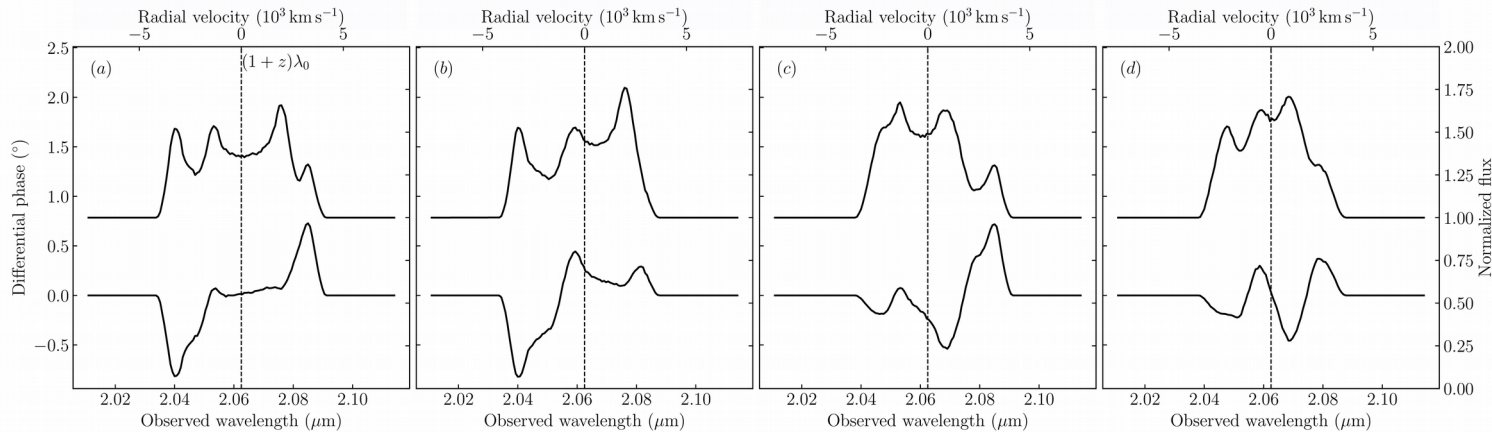 Radial velocity (10³ km s⁻¹) Radial velocity (10³ km s⁻¹) Radial velocity (10³ km s⁻¹) Radial velocity (10³ km s⁻¹)
−5 0 5 −5 0 5 −5 0 5 −5 0 5
2.5 2.00
(a) (1 + z)λ₀ (b) (c) (d)
2.0 1.75
1.5 1.50
1.0 1.25
1.00
0.5 0.75
0.0 0.50
−0.5 0.25
0.00
Differential phase (°)
Normalized flux
2.02 2.04 2.06 2.08 2.10 2.02 2.04 2.06 2.08 2.10 2.02 2.04 2.06 2.08 2.10 2.02 2.04 2.06 2.08 2.10
Observed wavelength (μm) Observed wavelength (μm) Observed wavelength (μm) Observed wavelength (μm)